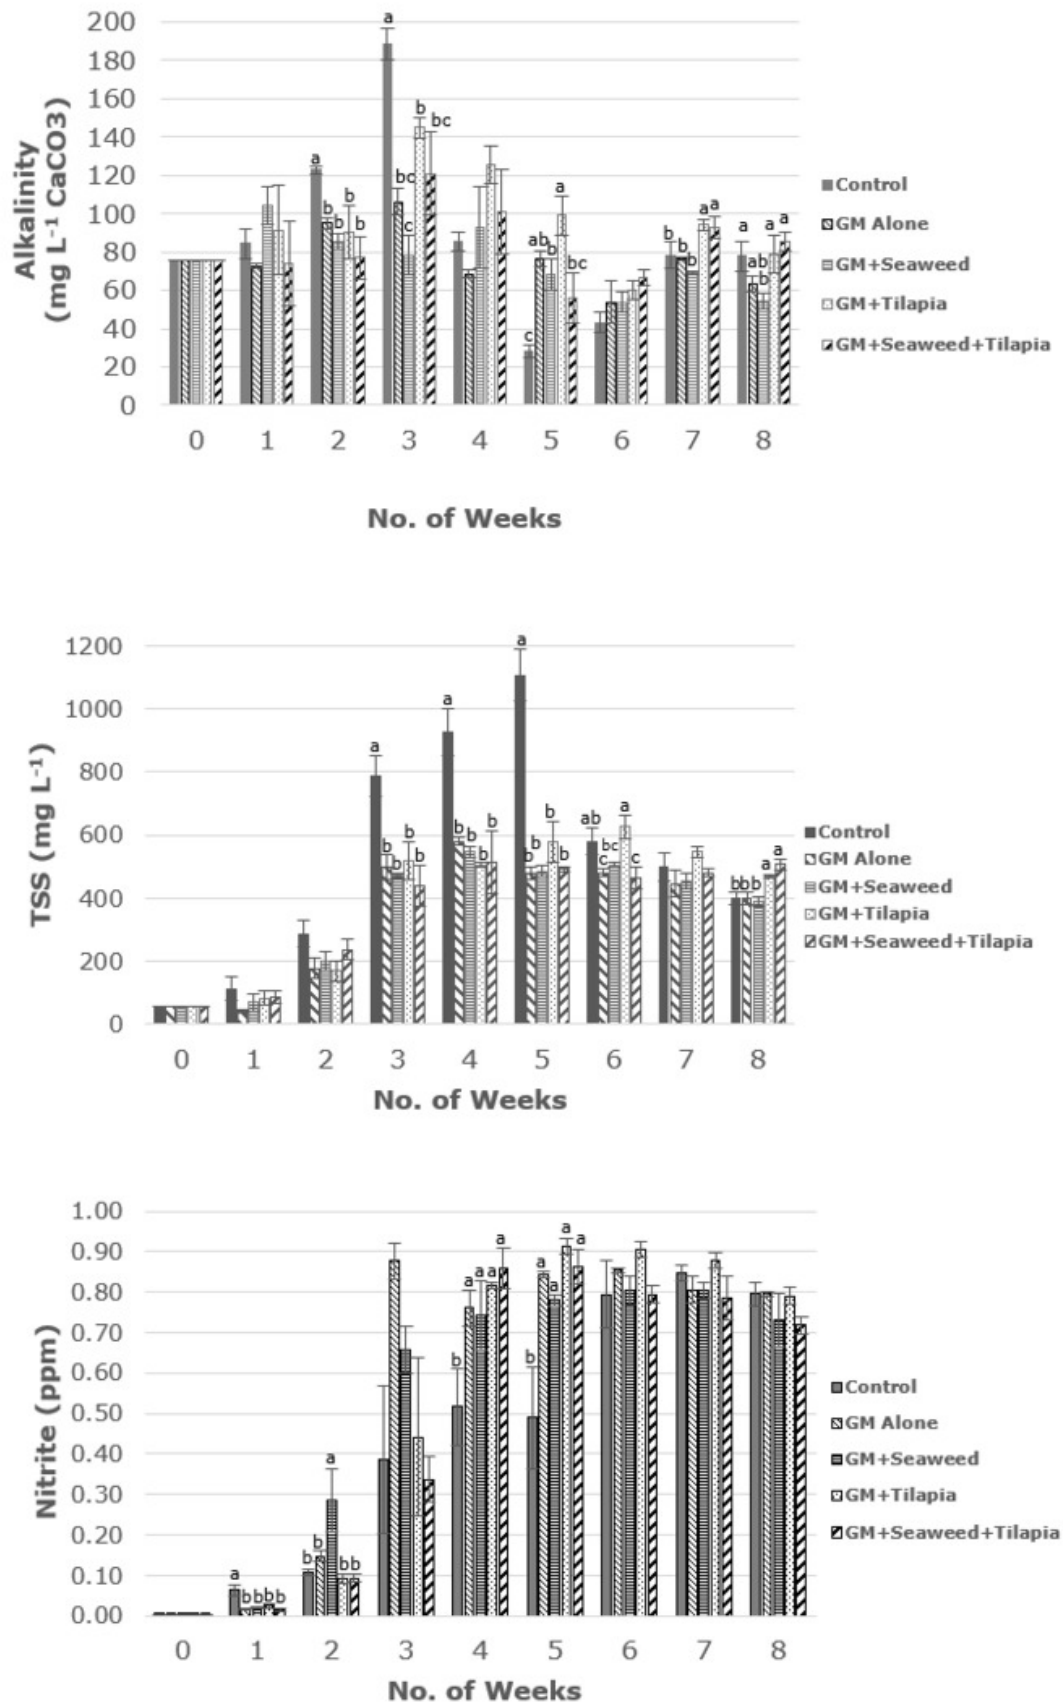 Alkalinity
(mg L⁻¹ CaCO3)
200
180
160
140
120
100
80
60
40
20
0
a
a b b b b
a bc c b bc
c ab b a bc
b b b a a
a ab b a a
0 1 2 3 4 5 6 7 8
No. of Weeks
Control
GM Alone
GM+Seaweed
GM+Tilapia
GM+Seaweed+Tilapia
TSS (mg L⁻¹)
1200
1000
800
600
400
200
0
a b b b b
a b b b b
a b b b b
ab c bc a c
b b b a a
0 1 2 3 4 5 6 7 8
No. of Weeks
Control
GM Alone
GM+Seaweed
GM+Tilapia
GM+Seaweed+Tilapia
Nitrite (ppm)
1.00
0.90
0.80
0.70
0.60
0.50
0.40
0.30
0.20
0.10
0.00
a b b b b
b b a b b
b a a a a
b a a a a
0 1 2 3 4 5 6 7 8
No. of Weeks
Control
GM Alone
GM+Seaweed
GM+Tilapia
GM+Seaweed+Tilapia